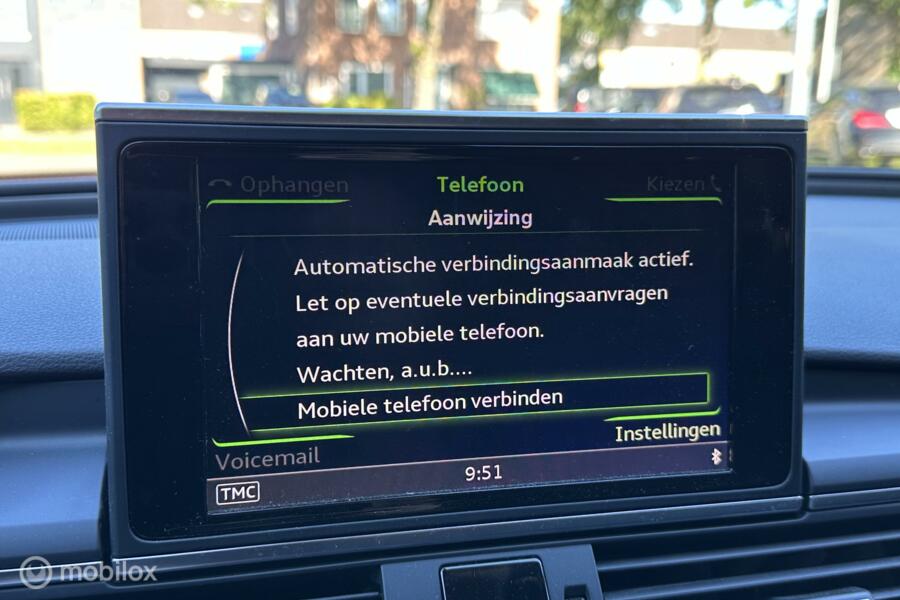 Ophangen Telefoon Kiezen
Aanwijzing
Automatische verbindingsaanmaak actief.
Let op eventuele verbindingsaanvragen
aan uw mobiele telefoon.
Wachten, a.u.b....
Mobiele telefoon verbinden
Voicemail Instellingen
TMC 9:51
mobilox